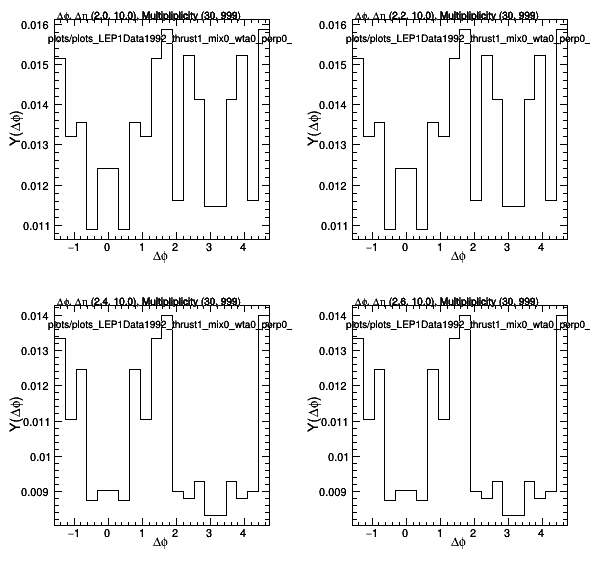 Δφ, Δη (2.0, 10.0), Multipliplicity (30, 999)
plots/plots_LEP1Data1992_thrust1_mix0_wta0_perp0_
Y(Δφ)
0.016
0.015
0.014
0.013
0.012
0.011
−1 0 1 2 3 4
Δφ
Δφ, Δη (2.2, 10.0), Multipliplicity (30, 999)
plots/plots_LEP1Data1992_thrust1_mix0_wta0_perp0_
Y(Δφ)
0.016
0.015
0.014
0.013
0.012
0.011
−1 0 1 2 3 4
Δφ
Δφ, Δη (2.4, 10.0), Multipliplicity (30, 999)
plots/plots_LEP1Data1992_thrust1_mix0_wta0_perp0_
Y(Δφ)
0.014
0.013
0.012
0.011
0.01
0.009
−1 0 1 2 3 4
Δφ
Δφ, Δη (2.6, 10.0), Multipliplicity (30, 999)
plots/plots_LEP1Data1992_thrust1_mix0_wta0_perp0_
Y(Δφ)
0.014
0.013
0.012
0.011
0.01
0.009
−1 0 1 2 3 4
Δφ